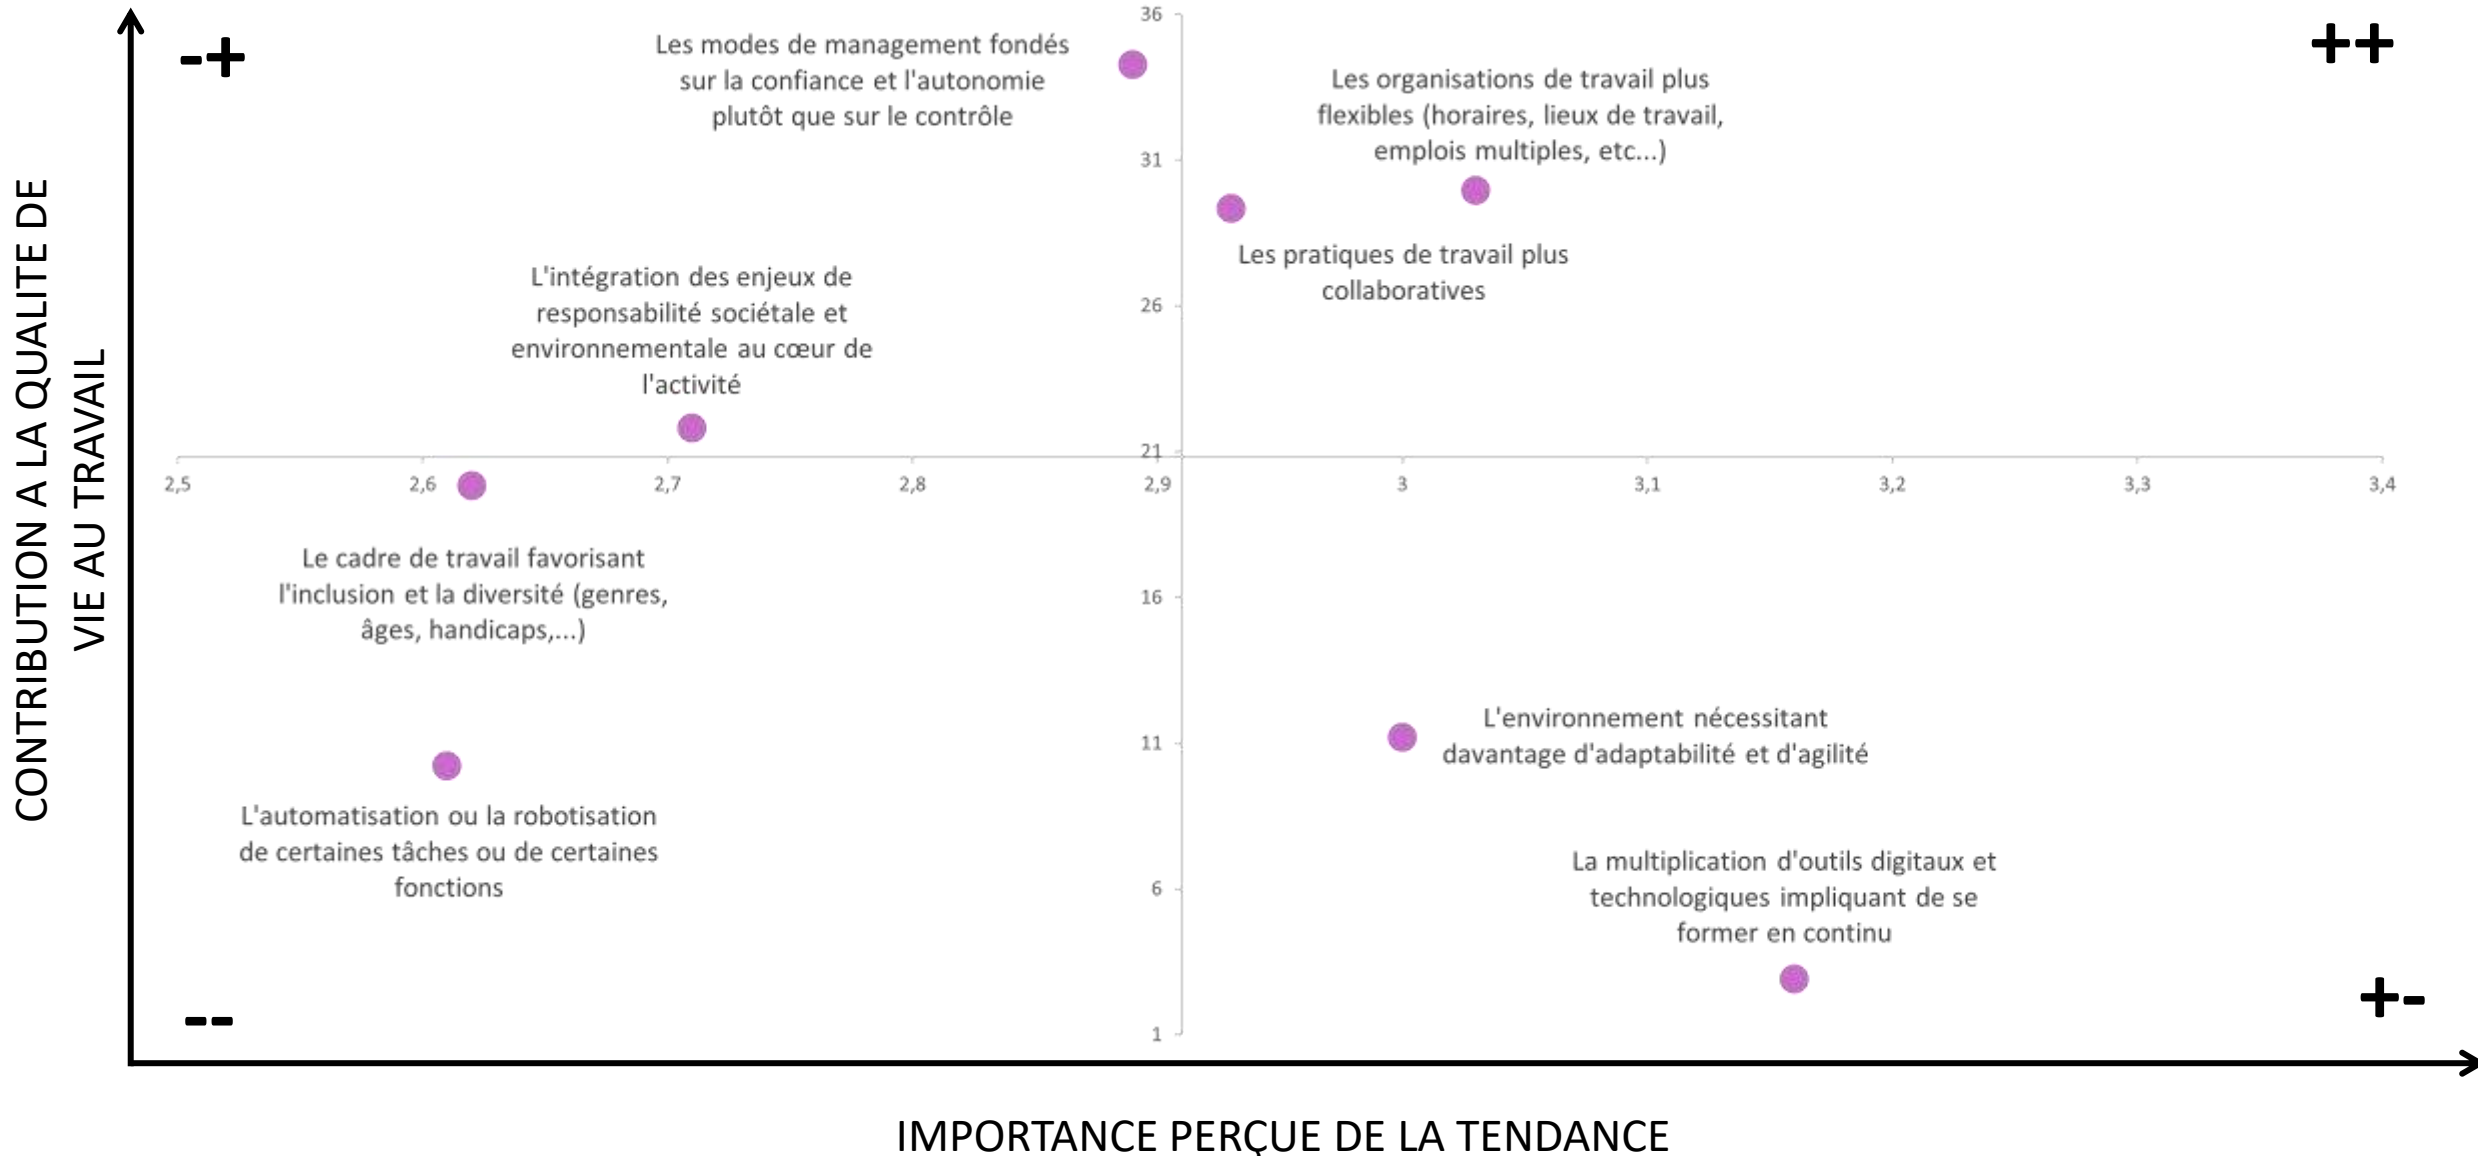 -+
++
Les modes de management fondés
sur la confiance et l'autonomie
plutôt que sur le contrôle
Les organisations de travail plus
flexibles (horaires, lieux de travail,
emplois multiples, etc...)
Les pratiques de travail plus
collaboratives
L'intégration des enjeux de
responsabilité sociétale et
environnementale au cœur de
l'activité
36
31
26
21
16
11
6
1
2,5
2,6
2,7
2,8
2,9
3
3,1
3,2
3,3
3,4
Le cadre de travail favorisant
l'inclusion et la diversité (genres,
âges, handicaps,...)
L'environnement nécessitant
davantage d'adaptabilité et d'agilité
L'automatisation ou la robotisation
de certaines tâches ou de certaines
fonctions
La multiplication d'outils digitaux et
technologiques impliquant de se
former en continu
--
+-
CONTRIBUTION A LA QUALITE DE
VIE AU TRAVAIL
IMPORTANCE PERÇUE DE LA TENDANCE